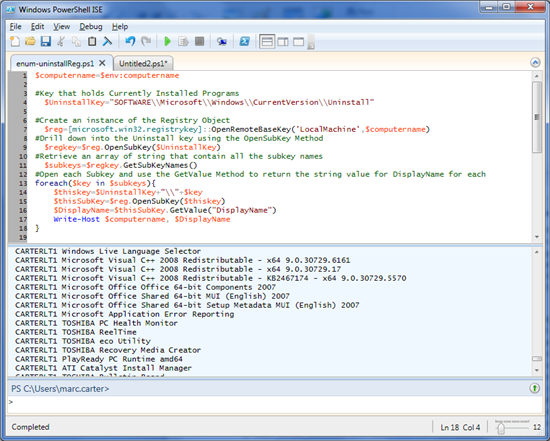 Windows PowerShell ISE
File Edit View Debug Help
enum-uninstallReg.ps1 X Untitled2.ps1* X
1 $computername=$env:computername
2
3 #Key that holds Currently Installed Programs
4 $UninstallKey="SOFTWARE\\Microsoft\\Windows\\CurrentVersion\\Uninstall"
5
6 #Create an instance of the Registry Object
7 $reg=[microsoft.win32.registrykey]::OpenRemoteBaseKey('LocalMachine',$computername)
8 #Drill down into the Uninstall key using the OpenSubKey Method
9 $regkey=$reg.OpenSubKey($UninstallKey)
10 #Retrieve an array of string that contain all the subkey names
11 $subkeys=$regkey.GetSubKeyNames()
12 #Open each Subkey and use the GetValue Method to return the string value for DisplayName for each
13 foreach($key in $subkeys){
14 $thiskey=$UninstallKey+"\\"+$key
15 $thisSubKey=$reg.OpenSubKey($thiskey)
16 $DisplayName=$thisSubKey.GetValue("DisplayName")
17 Write-Host $computername, $DisplayName
18 }
19
CARTERLT1 Windows Live Language Selector
CARTERLT1 Microsoft Visual C++ 2008 Redistributable - x64 9.0.30729.6161
CARTERLT1 Microsoft Visual C++ 2008 Redistributable - x64 9.0.30729.17
CARTERLT1 Microsoft Visual C++ 2008 Redistributable - KB2467174 - x64 9.0.30729.5570
CARTERLT1 Microsoft Office Office 64-bit Components 2007
CARTERLT1 Microsoft Office Shared 64-bit MUI (English) 2007
CARTERLT1 Microsoft Office Shared 64-bit Setup Metadata MUI (English) 2007
CARTERLT1 Microsoft Application Error Reporting
CARTERLT1 TOSHIBA PC Health Monitor
CARTERLT1 TOSHIBA ReelTime
CARTERLT1 TOSHIBA eco Utility
CARTERLT1 TOSHIBA Recovery Media Creator
CARTERLT1 PlayReady PC Runtime amd64
CARTERLT1 ATI Catalyst Install Manager
CARTERLT1 TOSHIBA Bulletin Board
PS C:\Users\marc.carter>
>
Completed Ln 18 Col 4 12